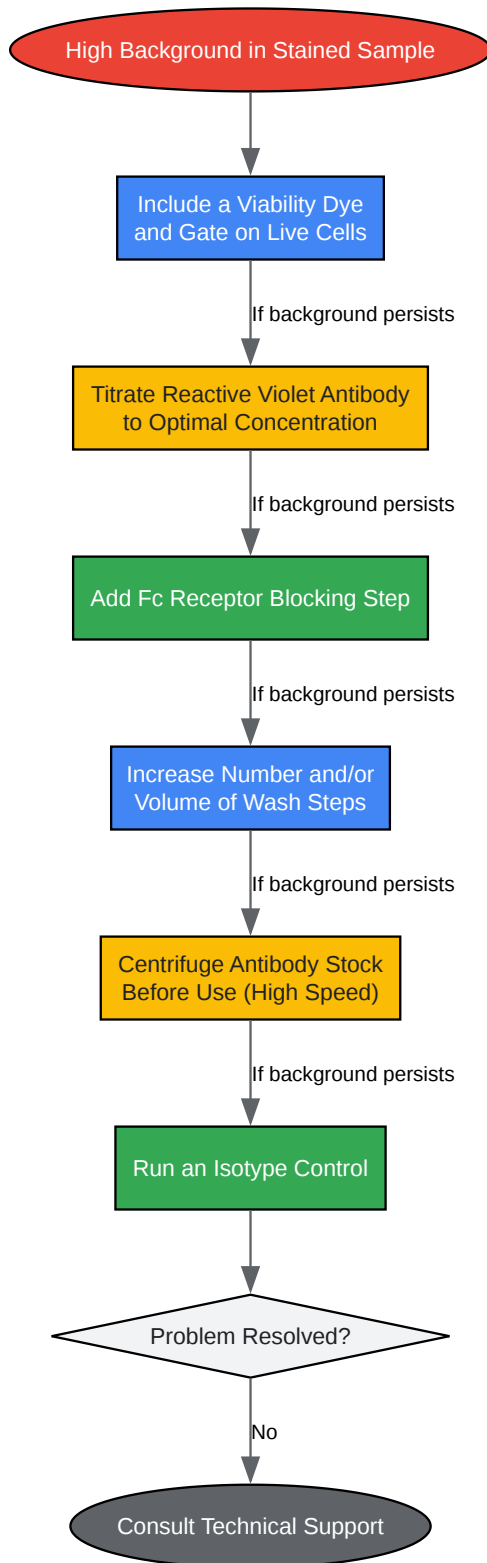 High Background in Stained Sample
Include a Viability Dye
and Gate on Live Cells
If background persists
Titrate Reactive Violet Antibody
to Optimal Concentration
If background persists
Add Fc Receptor Blocking Step
If background persists
Increase Number and/or
Volume of Wash Steps
If background persists
Centrifuge Antibody Stock
Before Use (High Speed)
If background persists
Run an Isotype Control
Problem Resolved?
No
Consult Technical Support